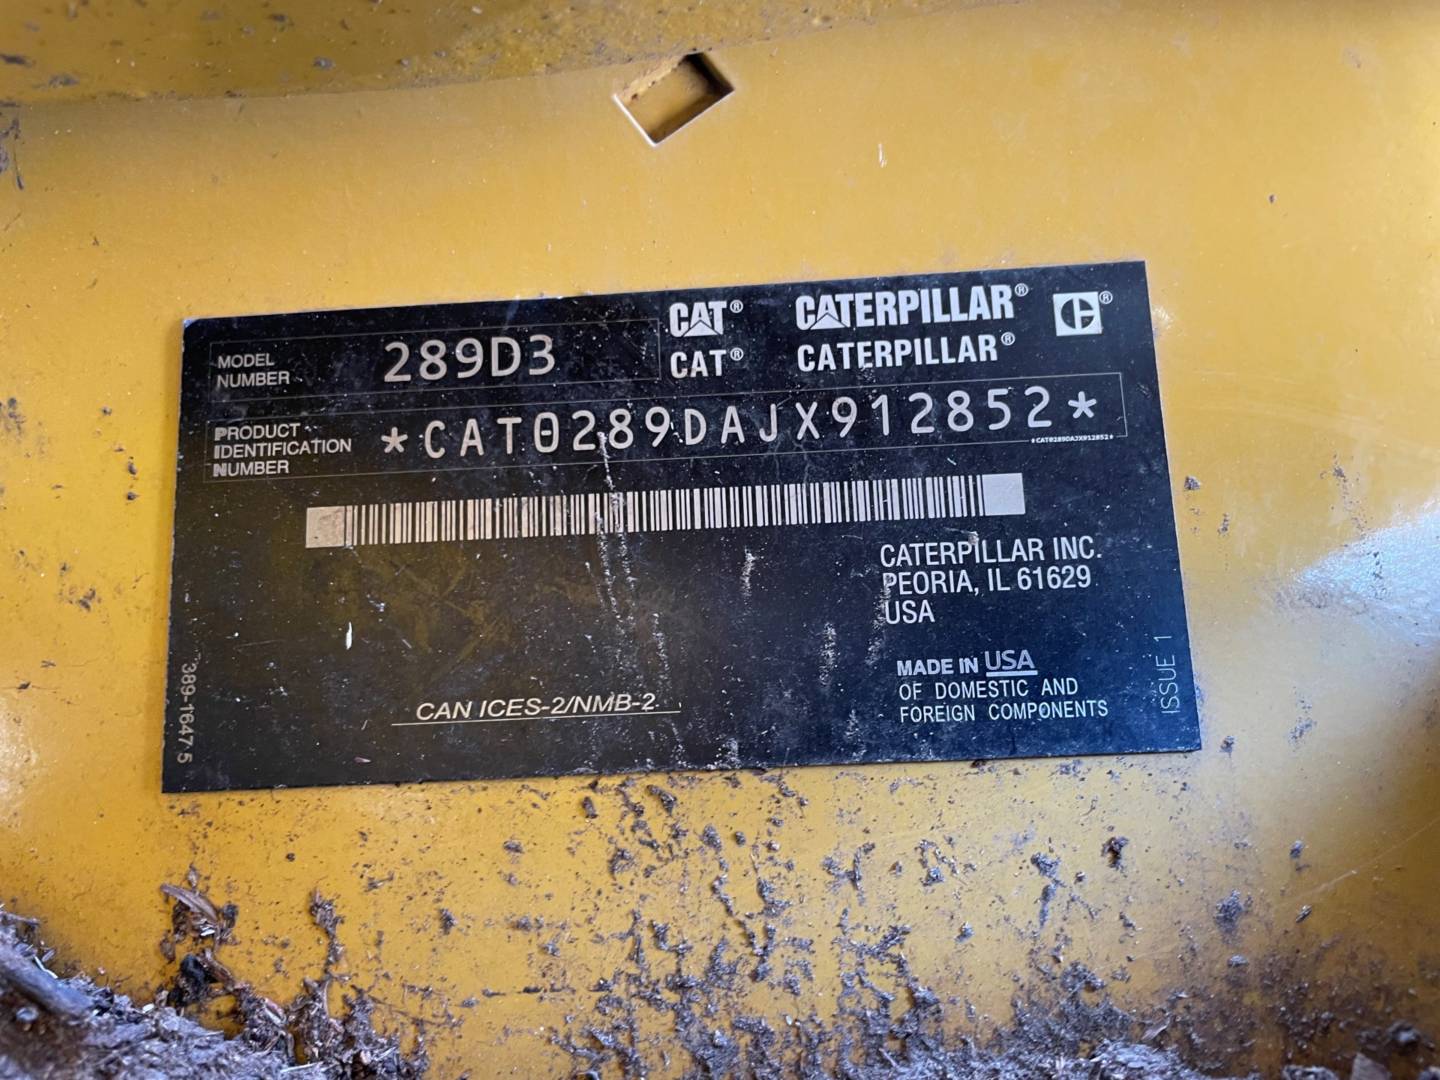 CAT® CATERPILLAR® ®
MODEL NUMBER 289D3 CAT® CATERPILLAR®
PRODUCT IDENTIFICATION NUMBER *CAT0289DAJX912852*
*CAT0289DAJX912852*
CATERPILLAR INC.
PEORIA, IL 61629
USA
MADE IN USA
OF DOMESTIC AND
FOREIGN COMPONENTS
CAN ICES-2/NMB-2
389-1647 5
ISSUE 1